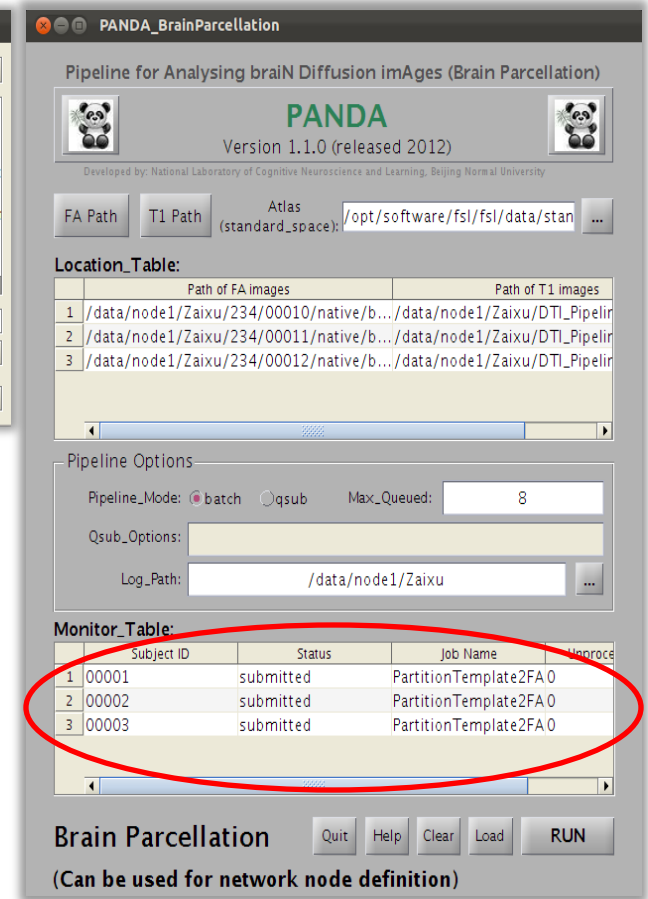 PANDA_BrainParcellation
Pipeline for Analysing braiN Diffusion imAges (Brain Parcellation)
PANDA
Version 1.1.0 (released 2012)
Developed by: National Laboratory of Cognitive Neuroscience and Learning, Beijing Normal University
FA Path T1 Path Atlas (standard_space): /opt/software/fsl/fsl/data/stan ...
Location_Table:
Path of FA images Path of T1 images
1 /data/node1/Zaixu/234/00010/native/b... /data/node1/Zaixu/DTI_Pipelir
2 /data/node1/Zaixu/234/00011/native/b... /data/node1/Zaixu/DTI_Pipelir
3 /data/node1/Zaixu/234/00012/native/b... /data/node1/Zaixu/DTI_Pipelir
Pipeline Options
Pipeline_Mode: batch qsub Max_Queued: 8
Qsub_Options:
Log_Path: /data/node1/Zaixu ...
Monitor_Table:
Subject ID Status Job Name Unproce
1 00001 submitted PartitionTemplate2FA 0
2 00002 submitted PartitionTemplate2FA 0
3 00003 submitted PartitionTemplate2FA 0
Brain Parcellation Quit Help Clear Load RUN
(Can be used for network node definition)